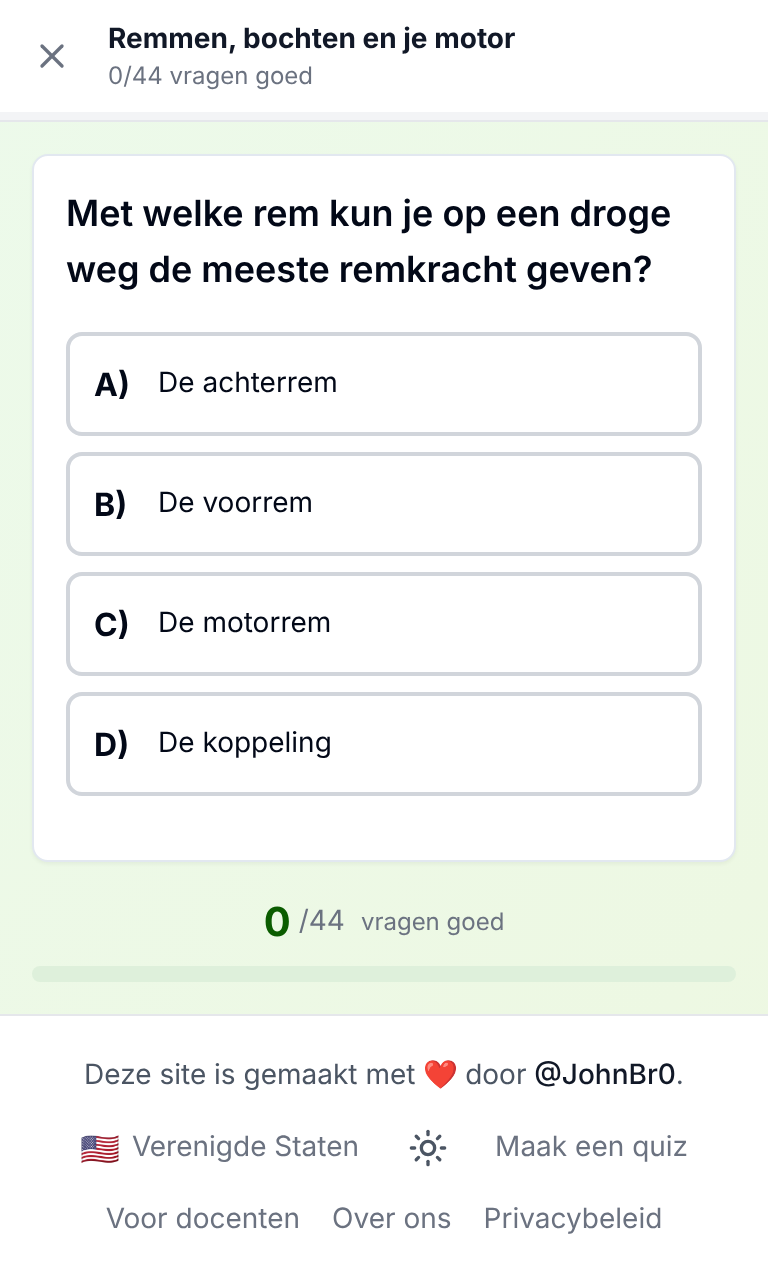 Remmen, bochten en je motor
0/44 vragen goed
Met welke rem kun je op een droge
weg de meeste remkracht geven?
A) De achterrem
B) De voorrem
C) De motorrem
D) De koppeling
0 /44 vragen goed
Deze site is gemaakt met ❤️ door @JohnBr0.
🇺🇸 Verenigde Staten Maak een quiz
Voor docenten Over ons Privacybeleid